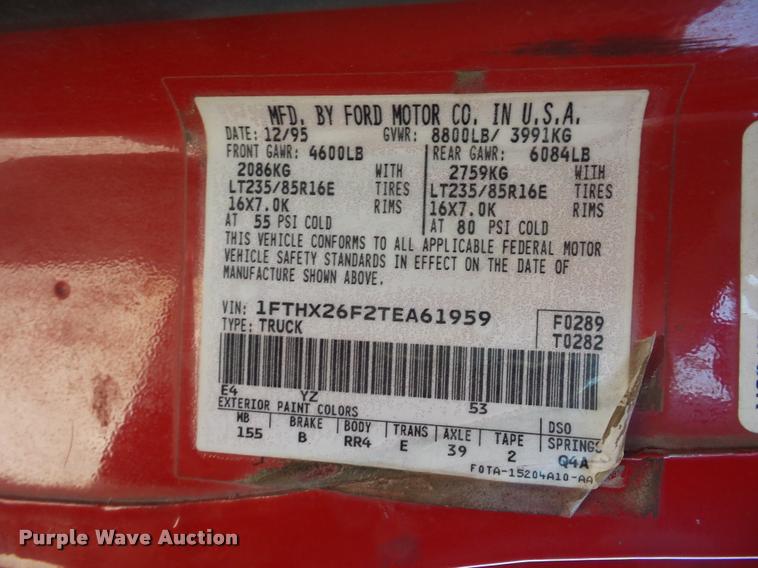 MFD. BY FORD MOTOR CO. IN U.S.A.
DATE: 12/95 GVWR: 8800LB/ 3991KG
FRONT GAWR: 4600LB REAR GAWR: 6084LB
2086KG WITH 2759KG WITH
LT235/85R16E TIRES LT235/85R16E TIRES
16X7.0K RIMS 16X7.0K RIMS
AT 55 PSI COLD AT 80 PSI COLD
THIS VEHICLE CONFORMS TO ALL APPLICABLE FEDERAL MOTOR
VEHICLE SAFETY STANDARDS IN EFFECT ON THE DATE OF
MANUFACTURE SHOWN ABOVE.
VIN: 1FTHX26F2TEA61959 F0289
TYPE: TRUCK T0282
E4 YZ 53
EXTERIOR PAINT COLORS DSO
WB BRAKE BODY TRANS AXLE TAPE SPRINGS
155 B RR4 E 39 2 Q4A
F0TA-15204A10-AA
Purple Wave Auction